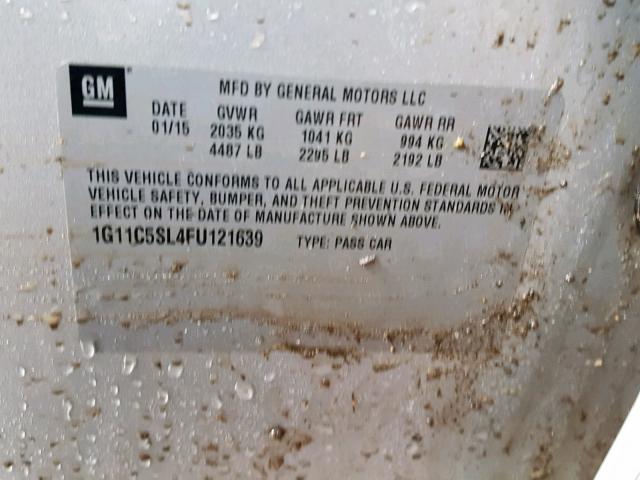 GM
MFD BY GENERAL MOTORS LLC
DATE GVWR GAWR FRT GAWR RR
01/15 2035 KG 1041 KG 994 KG
4487 LB 2295 LB 2192 LB
THIS VEHICLE CONFORMS TO ALL APPLICABLE U.S. FEDERAL MOTOR
VEHICLE SAFETY, BUMPER, AND THEFT PREVENTION STANDARDS IN
EFFECT ON THE DATE OF MANUFACTURE SHOWN ABOVE.
1G11C5SL4FU121639 TYPE: PASS CAR